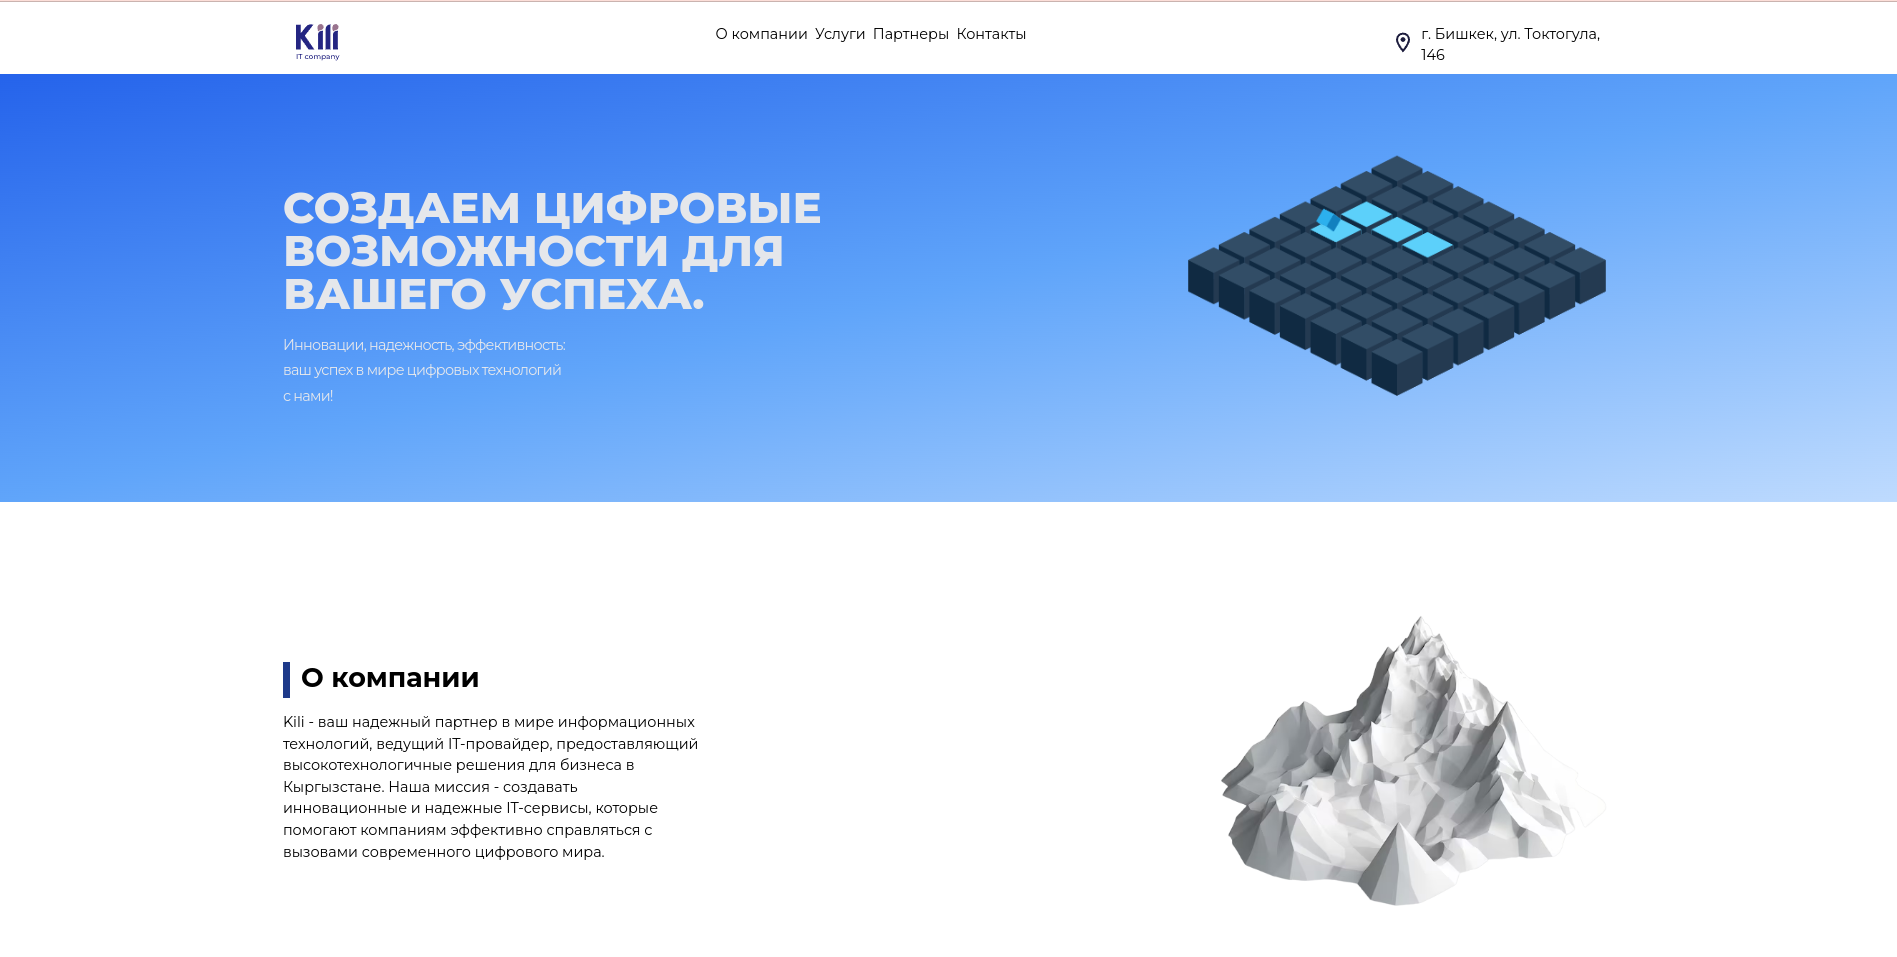 Kili
IT company
О компании Услуги Партнеры Контакты
г. Бишкек, ул. Токтогула,
146
СОЗДАЕМ ЦИФРОВЫЕ
ВОЗМОЖНОСТИ ДЛЯ
ВАШЕГО УСПЕХА.
Инновации, надежность, эффективность:
ваш успех в мире цифровых технологий
с нами!
О компании
Kili - ваш надежный партнер в мире информационных
технологий, ведущий IT-провайдер, предоставляющий
высокотехнологичные решения для бизнеса в
Кыргызстане. Наша миссия - создавать
инновационные и надежные IT-сервисы, которые
помогают компаниям эффективно справляться с
вызовами современного цифрового мира.